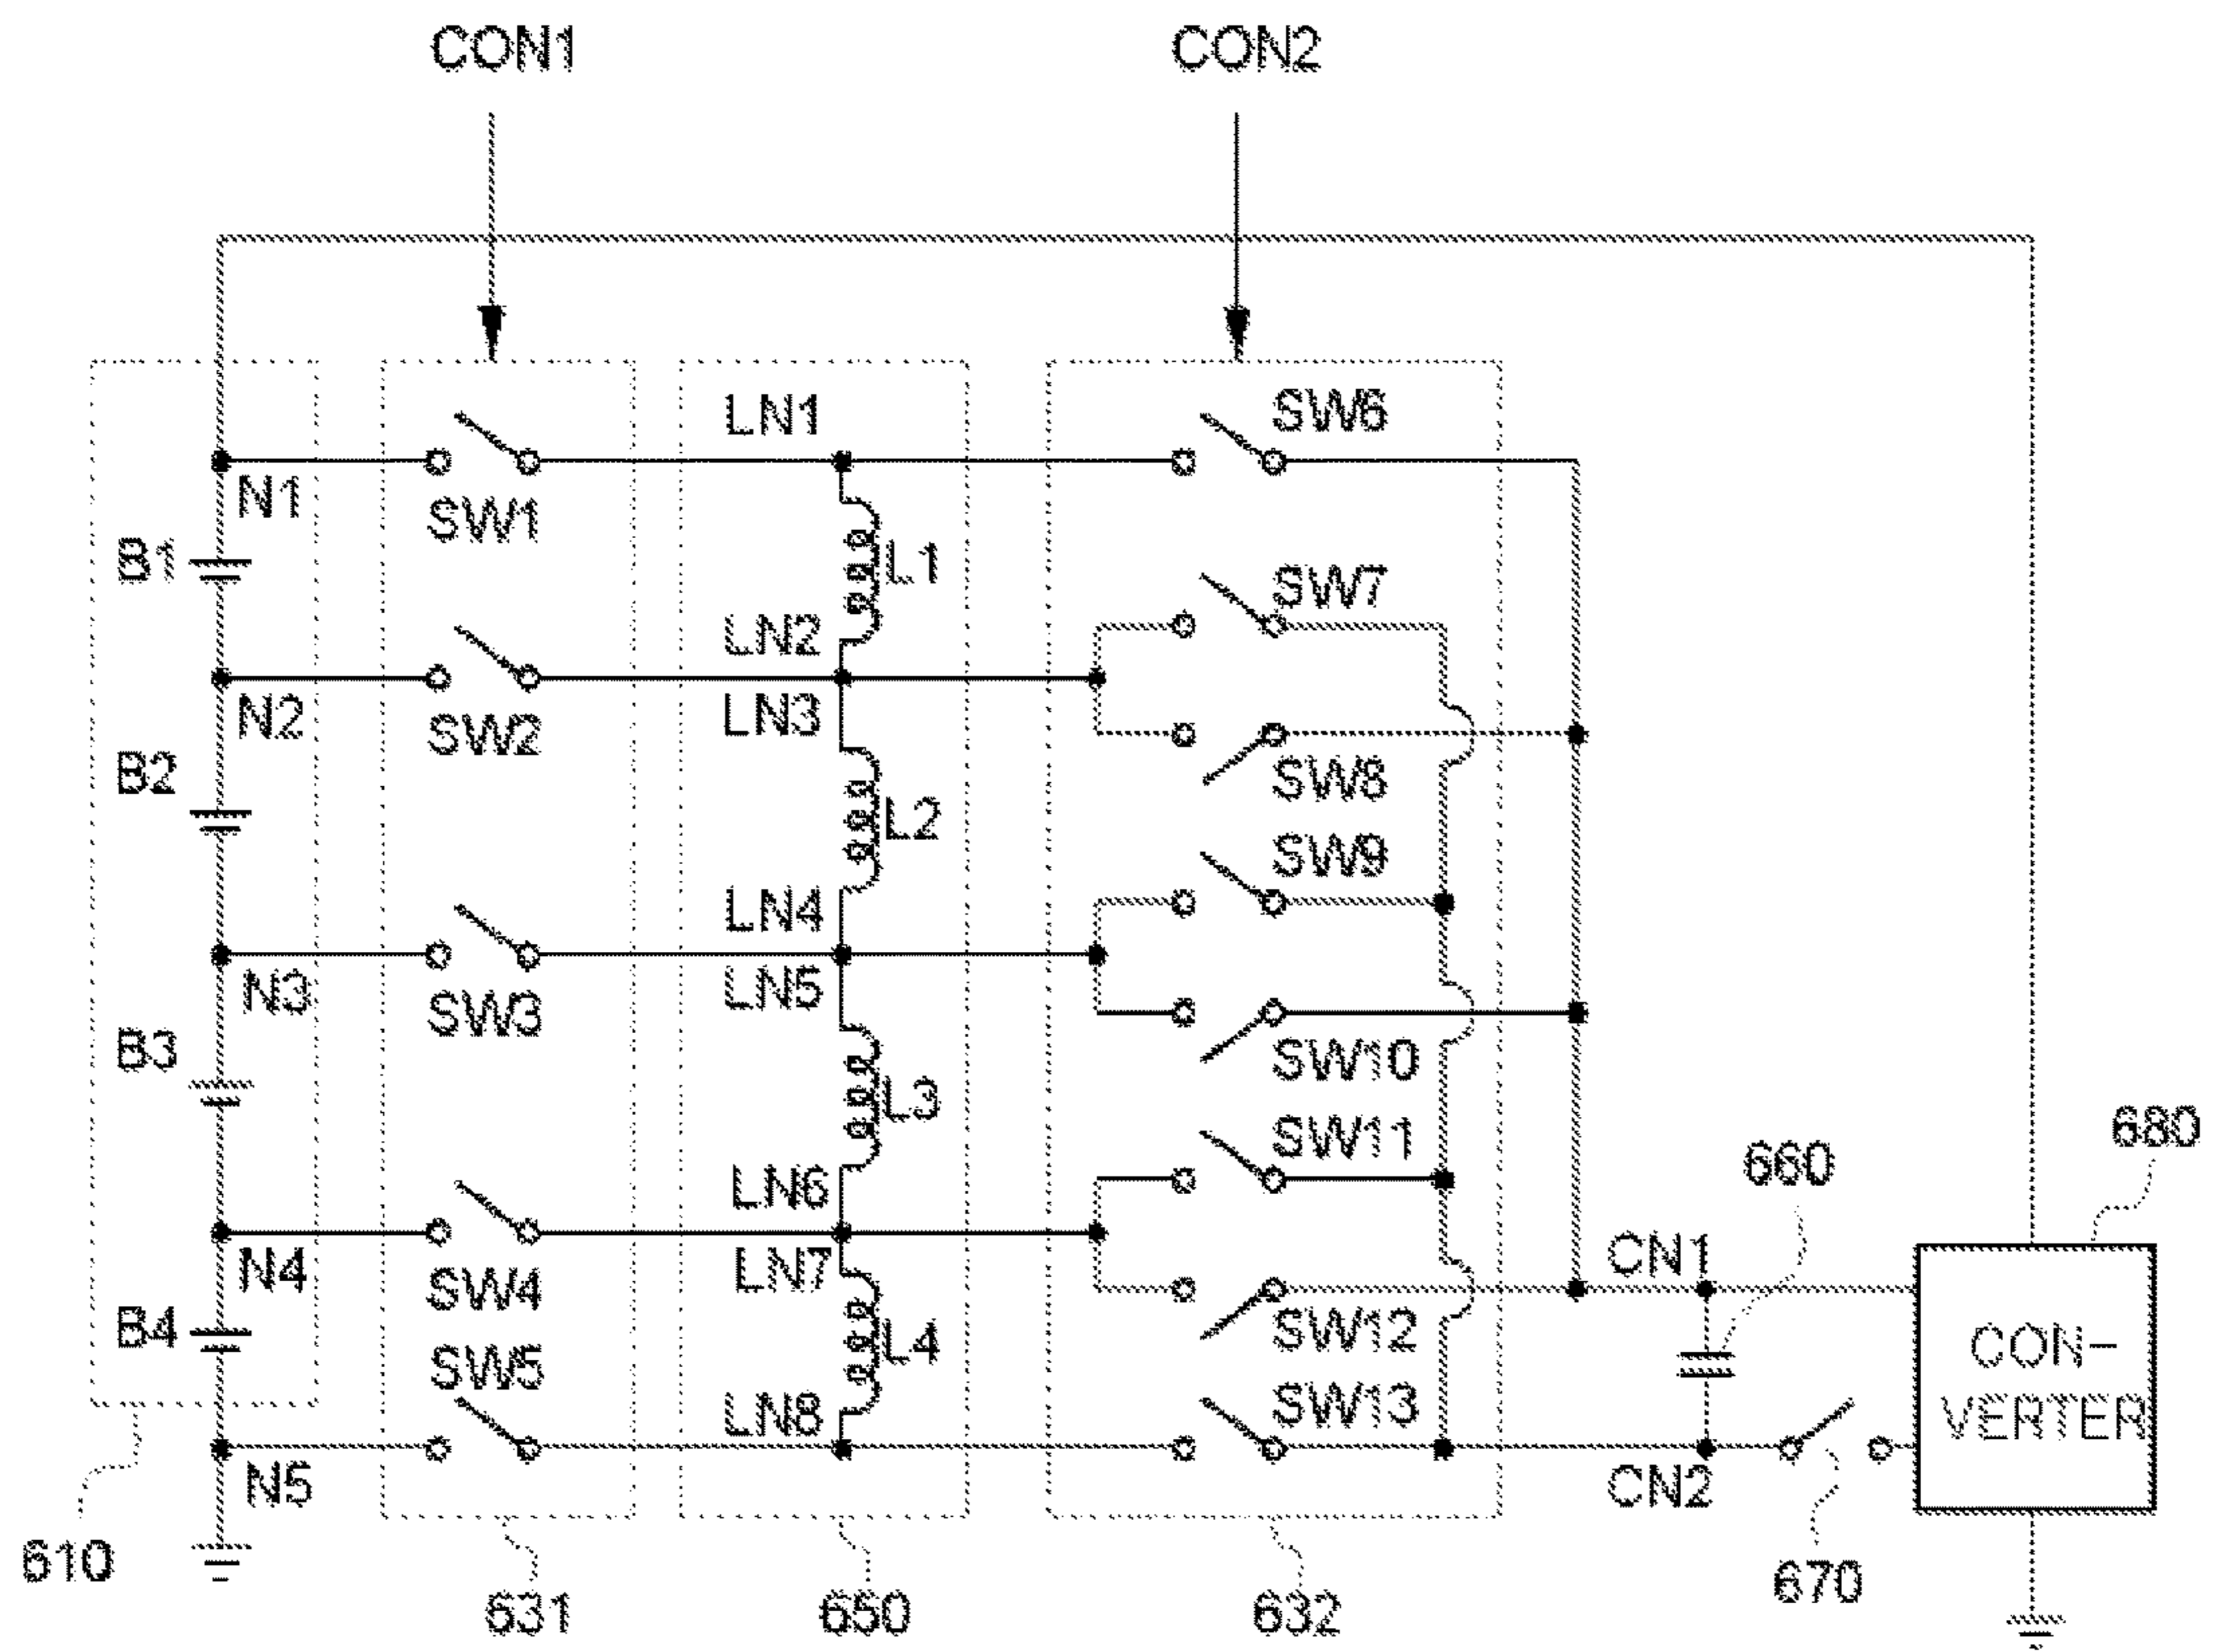 CON1
CON2
LN1
SW6
N1
SW1
B1
L1
SW7
LN2
N2
SW2
LN3
B2
SW8
L2
SW9
LN4
N3
SW3
LN5
B3
SW10
L3
SW11
680
660
LN6
N4
SW4
LN7
CN1
B4
SW5
L4
SW12
CON-
VERTER
LN8
SW13
N5
CN2
610
670
631
650
632